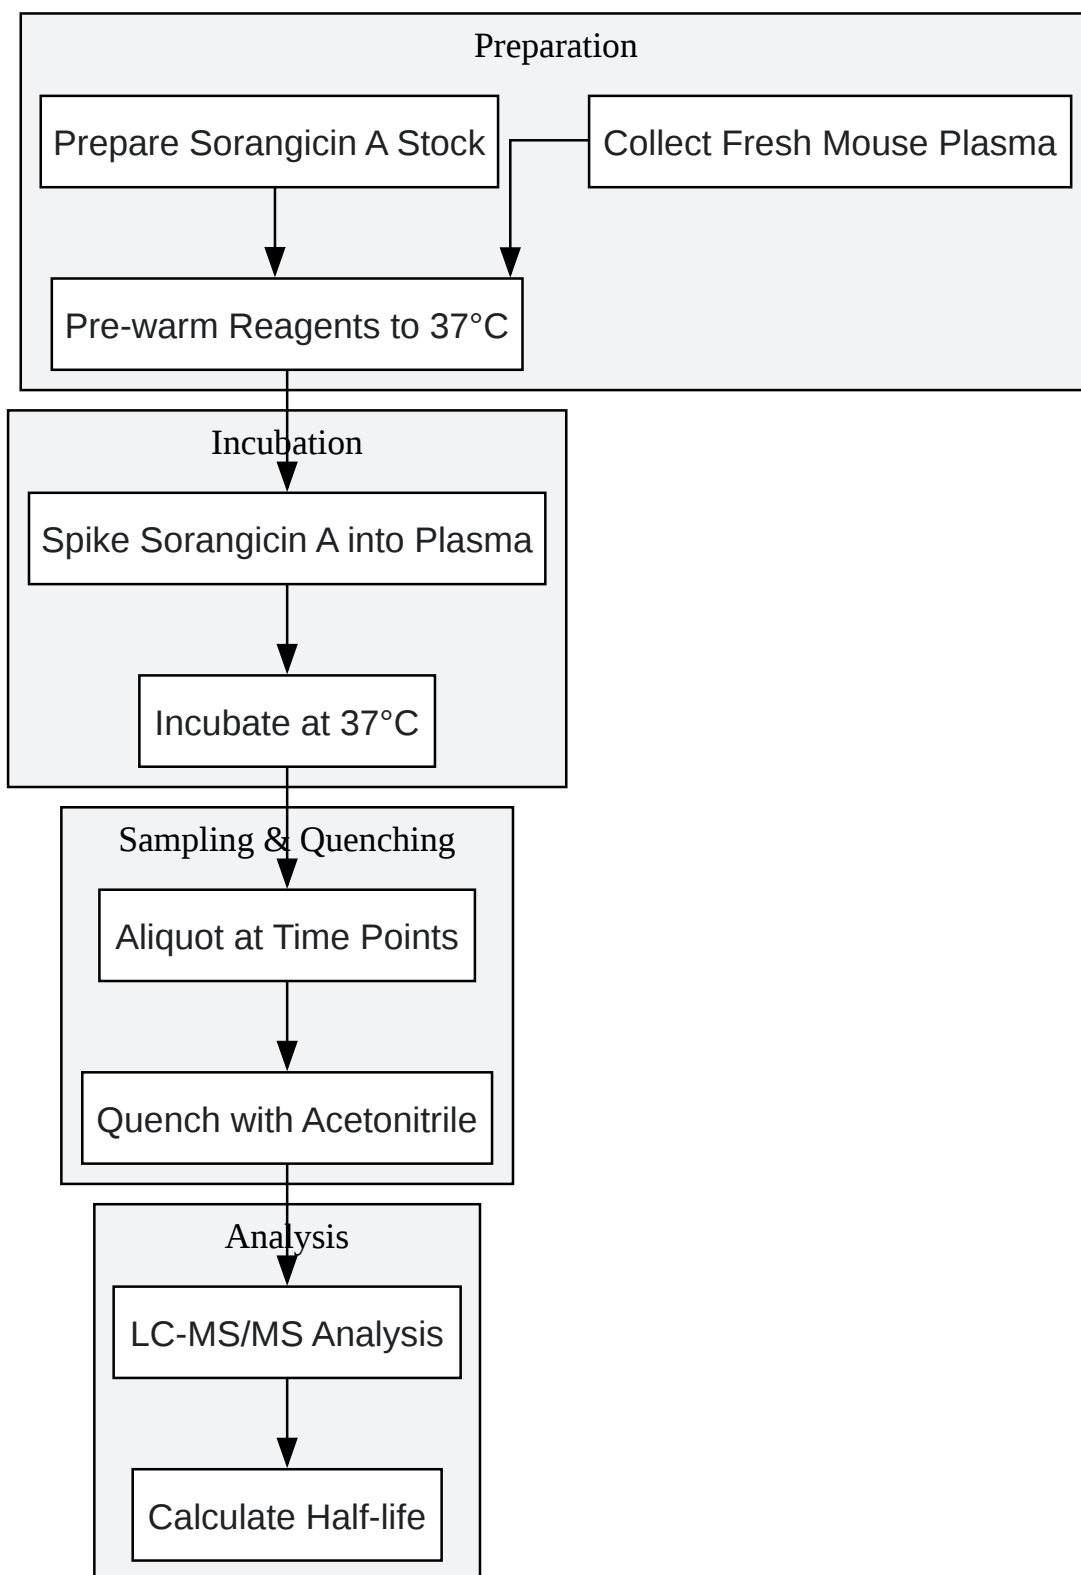 Preparation
Prepare Sorangicin A Stock
Collect Fresh Mouse Plasma
Pre-warm Reagents to 37°C
Incubation
Spike Sorangicin A into Plasma
Incubate at 37°C
Sampling & Quenching
Aliquot at Time Points
Quench with Acetonitrile
Analysis
LC-MS/MS Analysis
Calculate Half-life